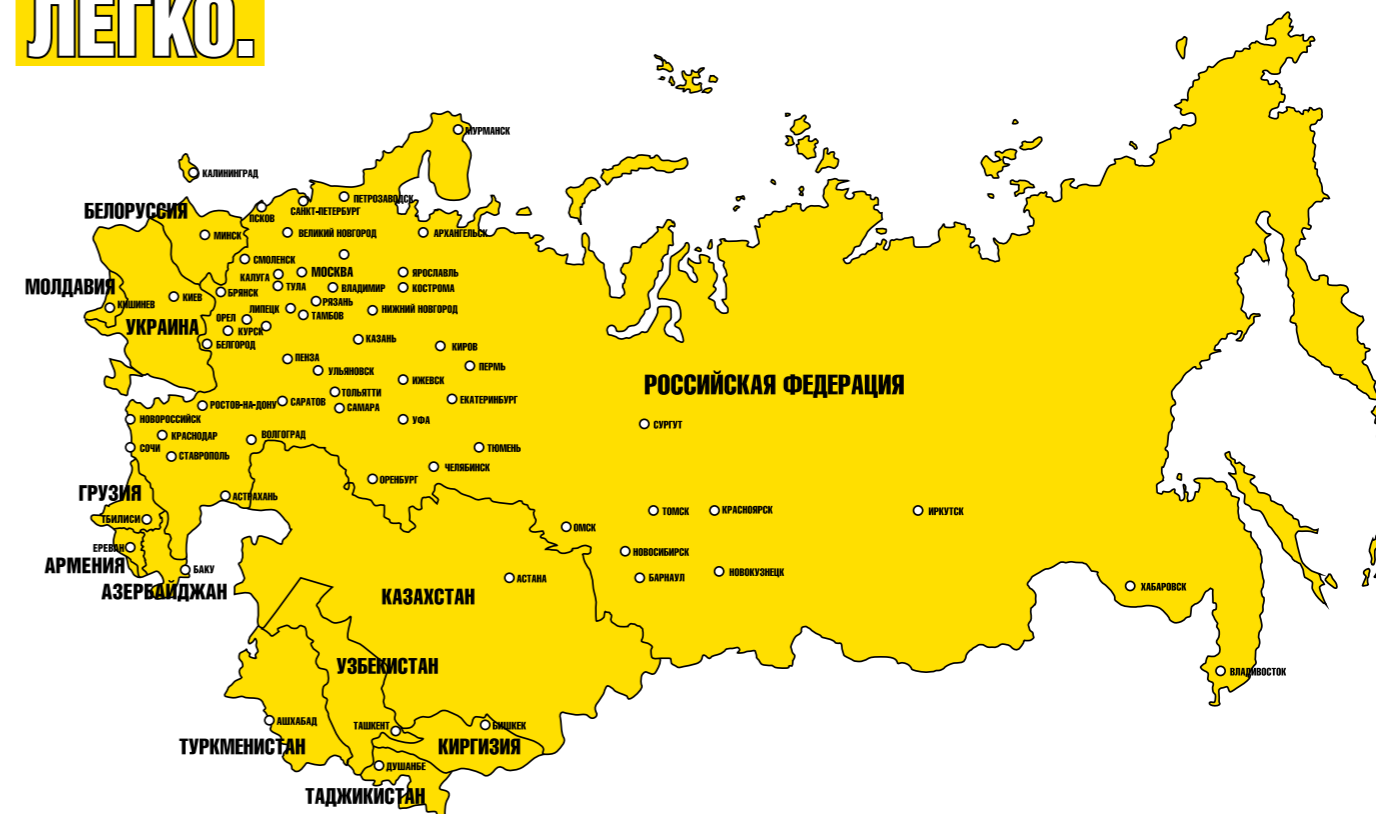 ЛЕГКО.
МУРМАНСК
КАЛИНИНГРАД
ПЕТРОЗАВОДСК
БЕЛОРУССИЯ
ПСКОВ
САНКТ-ПЕТЕРБУРГ
МИНСК
ВЕЛИКИЙ НОВГОРОД
АРХАНГЕЛЬСК
СМОЛЕНСК
КАЛУГА
МОСКВА
ЯРОСЛАВЛЬ
МОЛДАВИЯ
ТУЛА
ВЛАДИМИР
КОСТРОМА
БРЯНСК
КИЕВ
КИШИНЕВ
РЯЗАНЬ
ЛИПЕЦК
НИЖНИЙ НОВГОРОД
ОРЕЛ
ТАМБОВ
УКРАИНА
КУРСК
БЕЛГОРОД
КАЗАНЬ
КИРОВ
ПЕНЗА
ПЕРМЬ
УЛЬЯНОВСК
ИЖЕВСК
РОССИЙСКАЯ ФЕДЕРАЦИЯ
ТОЛЬЯТТИ
ЕКАТЕРИНБУРГ
РОСТОВ-НА-ДОНУ
САРАТОВ
САМАРА
НОВОРОССИЙСК
УФА
СУРГУТ
КРАСНОДАР
ВОЛГОГРАД
СОЧИ
ТЮМЕНЬ
СТАВРОПОЛЬ
ЧЕЛЯБИНСК
ОРЕНБУРГ
ГРУЗИЯ
АСТРАХАНЬ
ТБИЛИСИ
ТОМСК
КРАСНОЯРСК
ИРКУТСК
ОМСК
ЕРЕВАН
НОВОСИБИРСК
АРМЕНИЯ
БАКУ
НОВОКУЗНЕЦК
АСТАНА
БАРНАУЛ
АЗЕРБАЙДЖАН
ХАБАРОВСК
КАЗАХСТАН
УЗБЕКИСТАН
ВЛАДИВОСТОК
АШХАБАД
ТАШКЕНТ
БИШКЕК
ТУРКМЕНИСТАН
КИРГИЗИЯ
ДУШАНБЕ
ТАДЖИКИСТАН